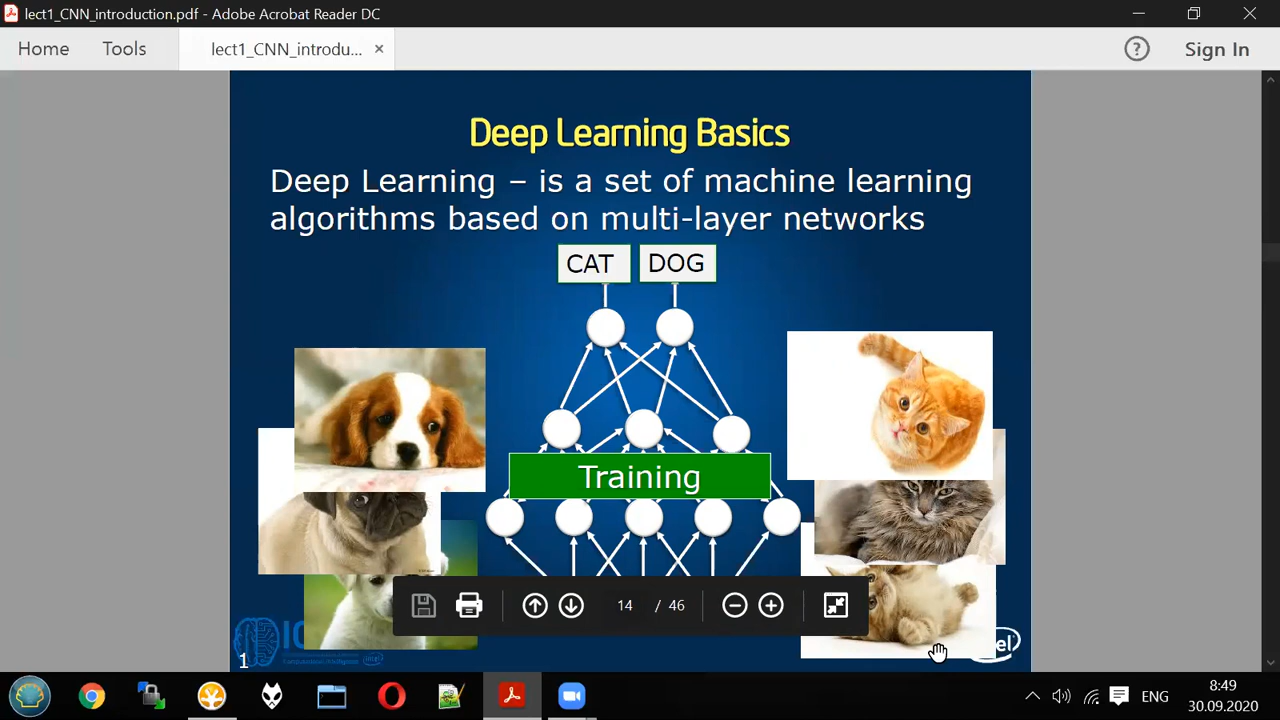 lect1_CNN_introduction.pdf - Adobe Acrobat Reader DC
Home
Tools
lect1_CNN_introdu...
Sign In
Deep Learning Basics
Deep Learning – is a set of machine learning
algorithms based on multi-layer networks
CAT
DOG
Training
14 / 46
1
ENG
8:49
30.09.2020